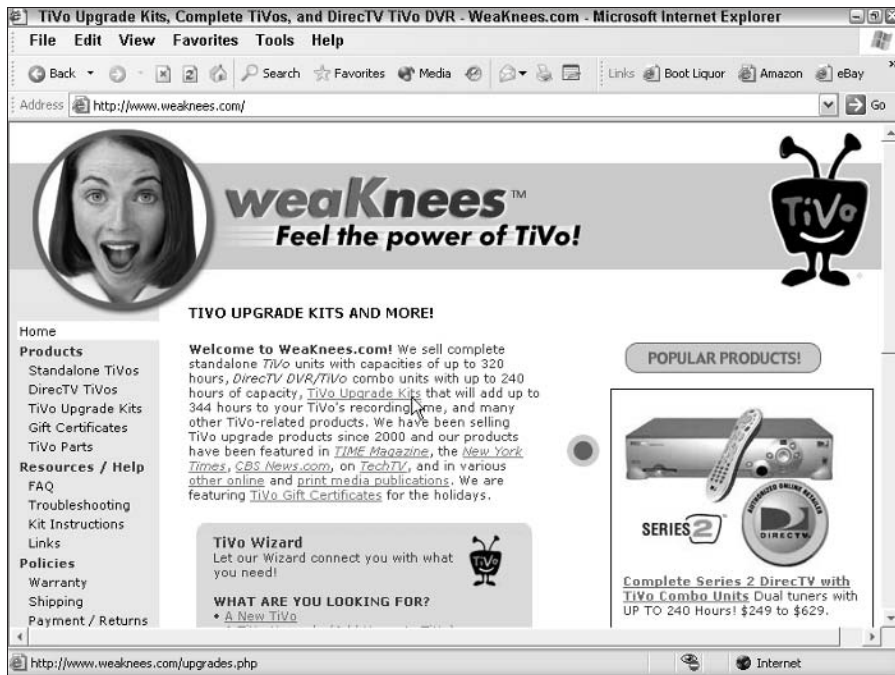 TiVo Upgrade Kits, Complete TiVos, and DirecTV TiVo DVR - WeaKnees.com - Microsoft Internet Explorer
File Edit View Favorites Tools Help
Back Search Favorites Media Links Boot Liquor Amazon eBay
Address http://www.weaknees.com/ Go
weaKnees™
Feel the power of TiVo!
TiVo
Home
Products
Standalone TiVos
DirecTV TiVos
TiVo Upgrade Kits
Gift Certificates
TiVo Parts
Resources / Help
FAQ
Troubleshooting
Kit Instructions
Links
Policies
Warranty
Shipping
Payment / Returns
TIVO UPGRADE KITS AND MORE!
Welcome to WeaKnees.com! We sell complete
standalone TiVo units with capacities of up to 320
hours, DirecTV DVR/TiVo combo units with up to 240
hours of capacity, TiVo Upgrade Kits that will add up to
344 hours to your TiVo's recording time, and many
other TiVo-related products. We have been selling
TiVo upgrade products since 2000 and our products
have been featured in TIME Magazine, the New York
Times, CBS News.com, on TechTV, and in various
other online and print media publications. We are
featuring TiVo Gift Certificates for the holidays.
TiVo Wizard
Let our Wizard connect you with what
you need!
TiVo
WHAT ARE YOU LOOKING FOR?
• A New TiVo
POPULAR PRODUCTS!
SERIES 2™
AUTHORIZED ONLINE RETAILER
DIRECTV
Complete Series 2 DirecTV with
TiVo Combo Units Dual tuners with
UP TO 240 Hours! $249 to $629.
http://www.weaknees.com/upgrades.php Internet